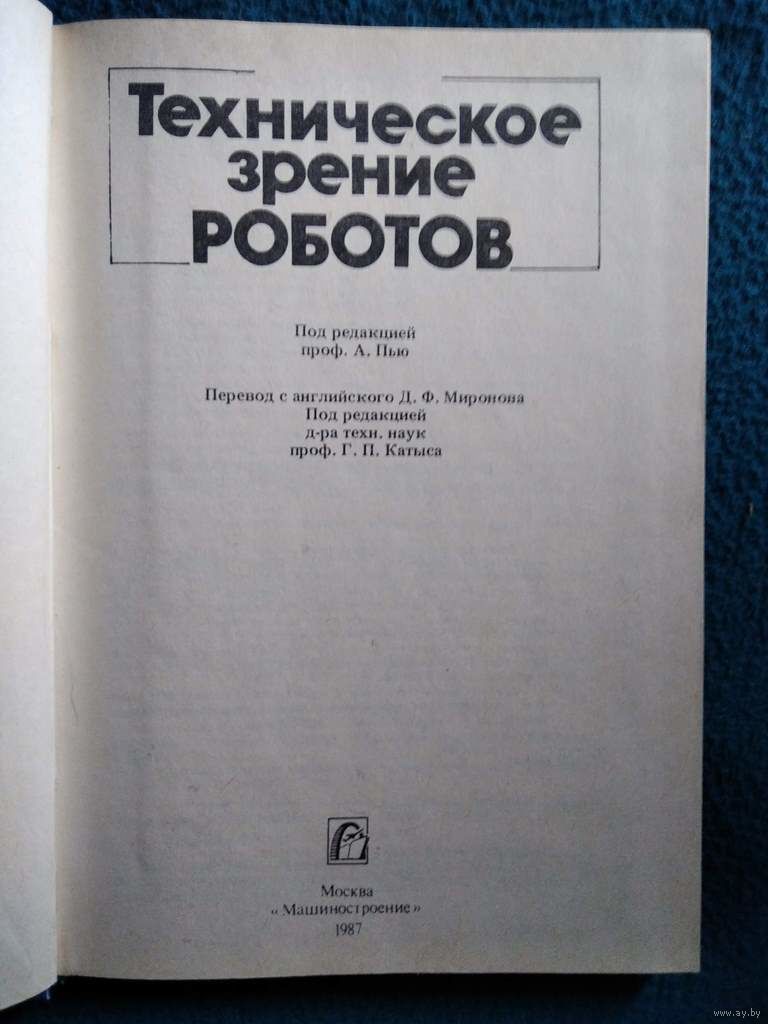 Техническое
зрение
РОБОТОВ
Под редакцией
проф. А. Пью
Перевод с английского Д. Ф. Миронова
Под редакцией
д-ра техн. наук
проф. Г. П. Катыса
Москва
«Машиностроение»
1987
www.ay.by